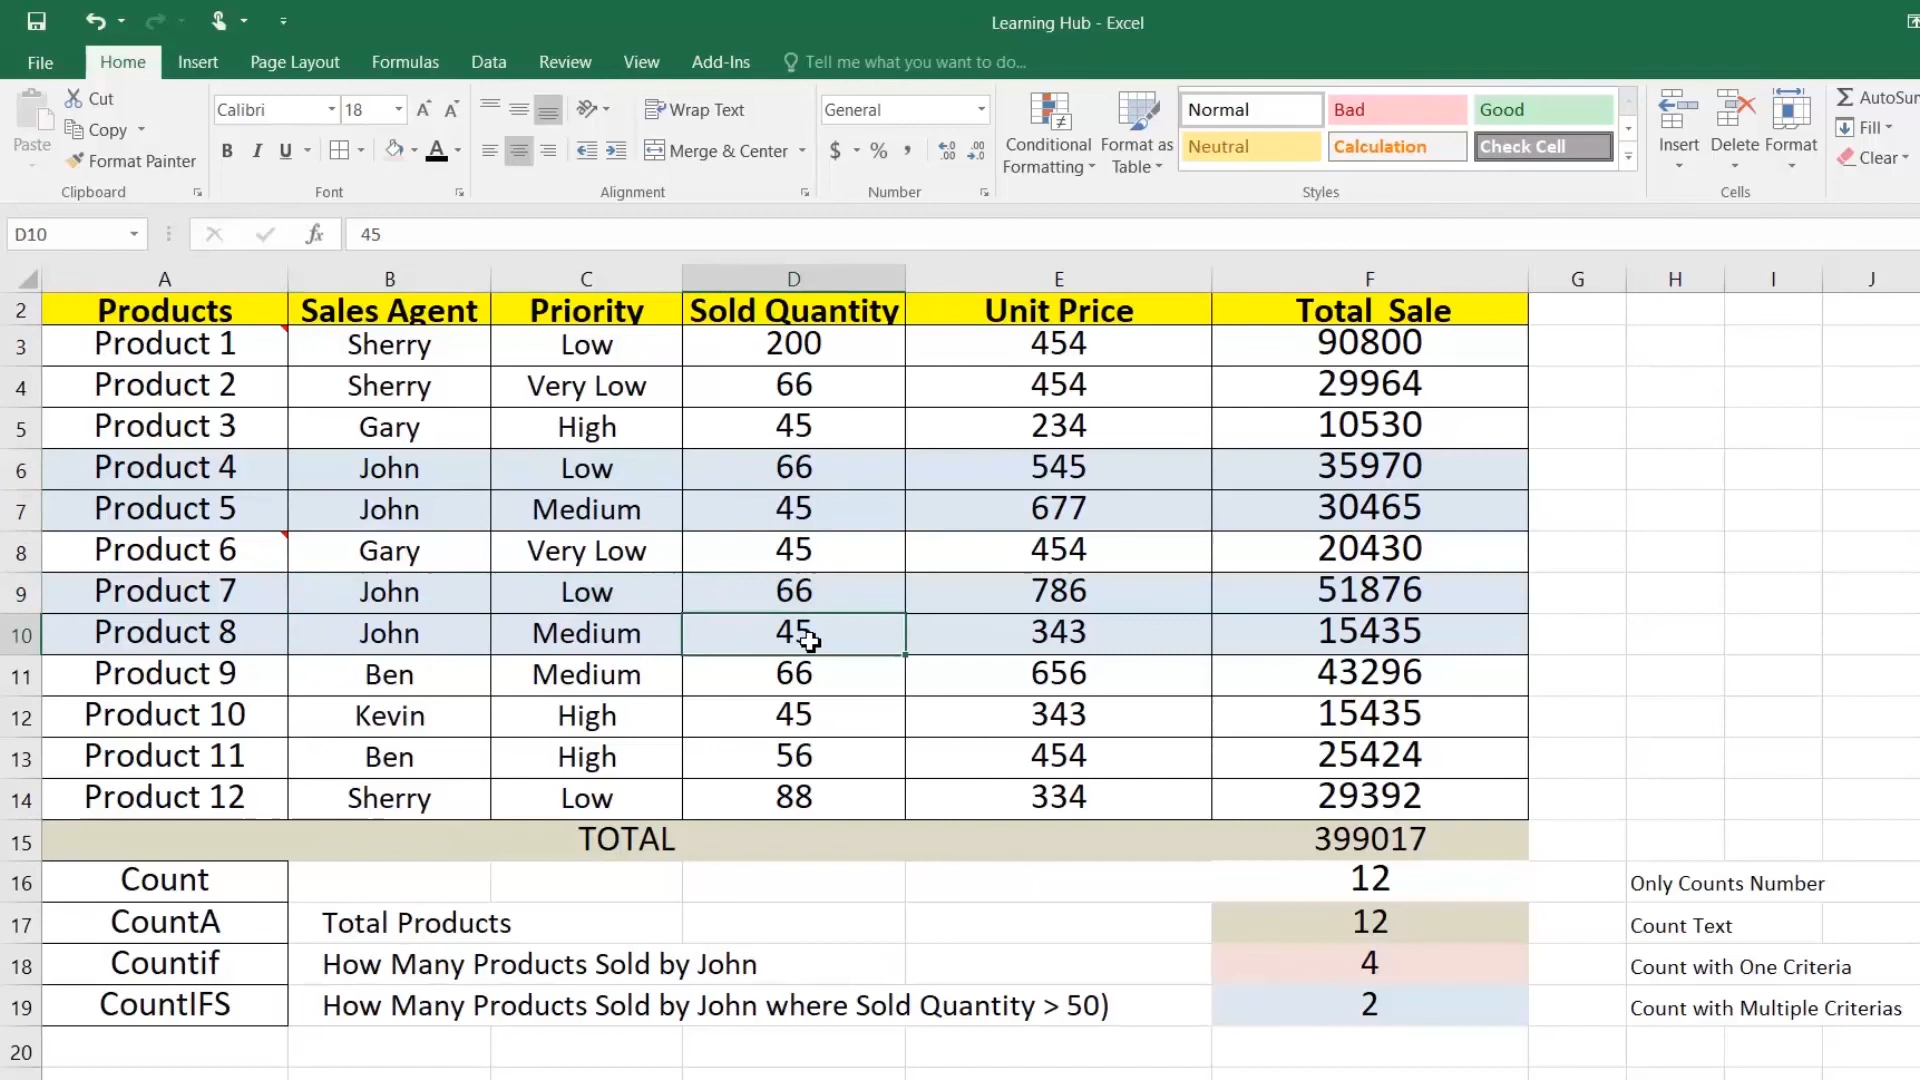 Learning Hub - Excel
File Home Insert Page Layout Formulas Data Review View Add-Ins Tell me what you want to do...
Cut
Copy
Format Painter
Paste
Clipboard
Calibri 18
B I U
Font
Wrap Text
Merge & Center
Alignment
General
$ % ,
Number
Conditional Formatting
Format as Table
Normal Bad Good
Neutral Calculation Check Cell
Styles
Insert Delete Format
Cells
Fill
Clear
D10 fx 45
A B C D E F G H I J
2 Products Sales Agent Priority Sold Quantity Unit Price Total Sale
3 Product 1 Sherry Low 200 454 90800
4 Product 2 Sherry Very Low 66 454 29964
5 Product 3 Gary High 45 234 10530
6 Product 4 John Low 66 545 35970
7 Product 5 John Medium 45 677 30465
8 Product 6 Gary Very Low 45 454 20430
9 Product 7 John Low 66 786 51876
10 Product 8 John Medium 45 343 15435
11 Product 9 Ben Medium 66 656 43296
12 Product 10 Kevin High 45 343 15435
13 Product 11 Ben High 56 454 25424
14 Product 12 Sherry Low 88 334 29392
15 TOTAL 399017
16 Count 12 Only Counts Number
17 CountA Total Products 12 Count Text
18 Countif How Many Products Sold by John 4 Count with One Criteria
19 CountIFS How Many Products Sold by John where Sold Quantity > 50) 2 Count with Multiple Criterias
20